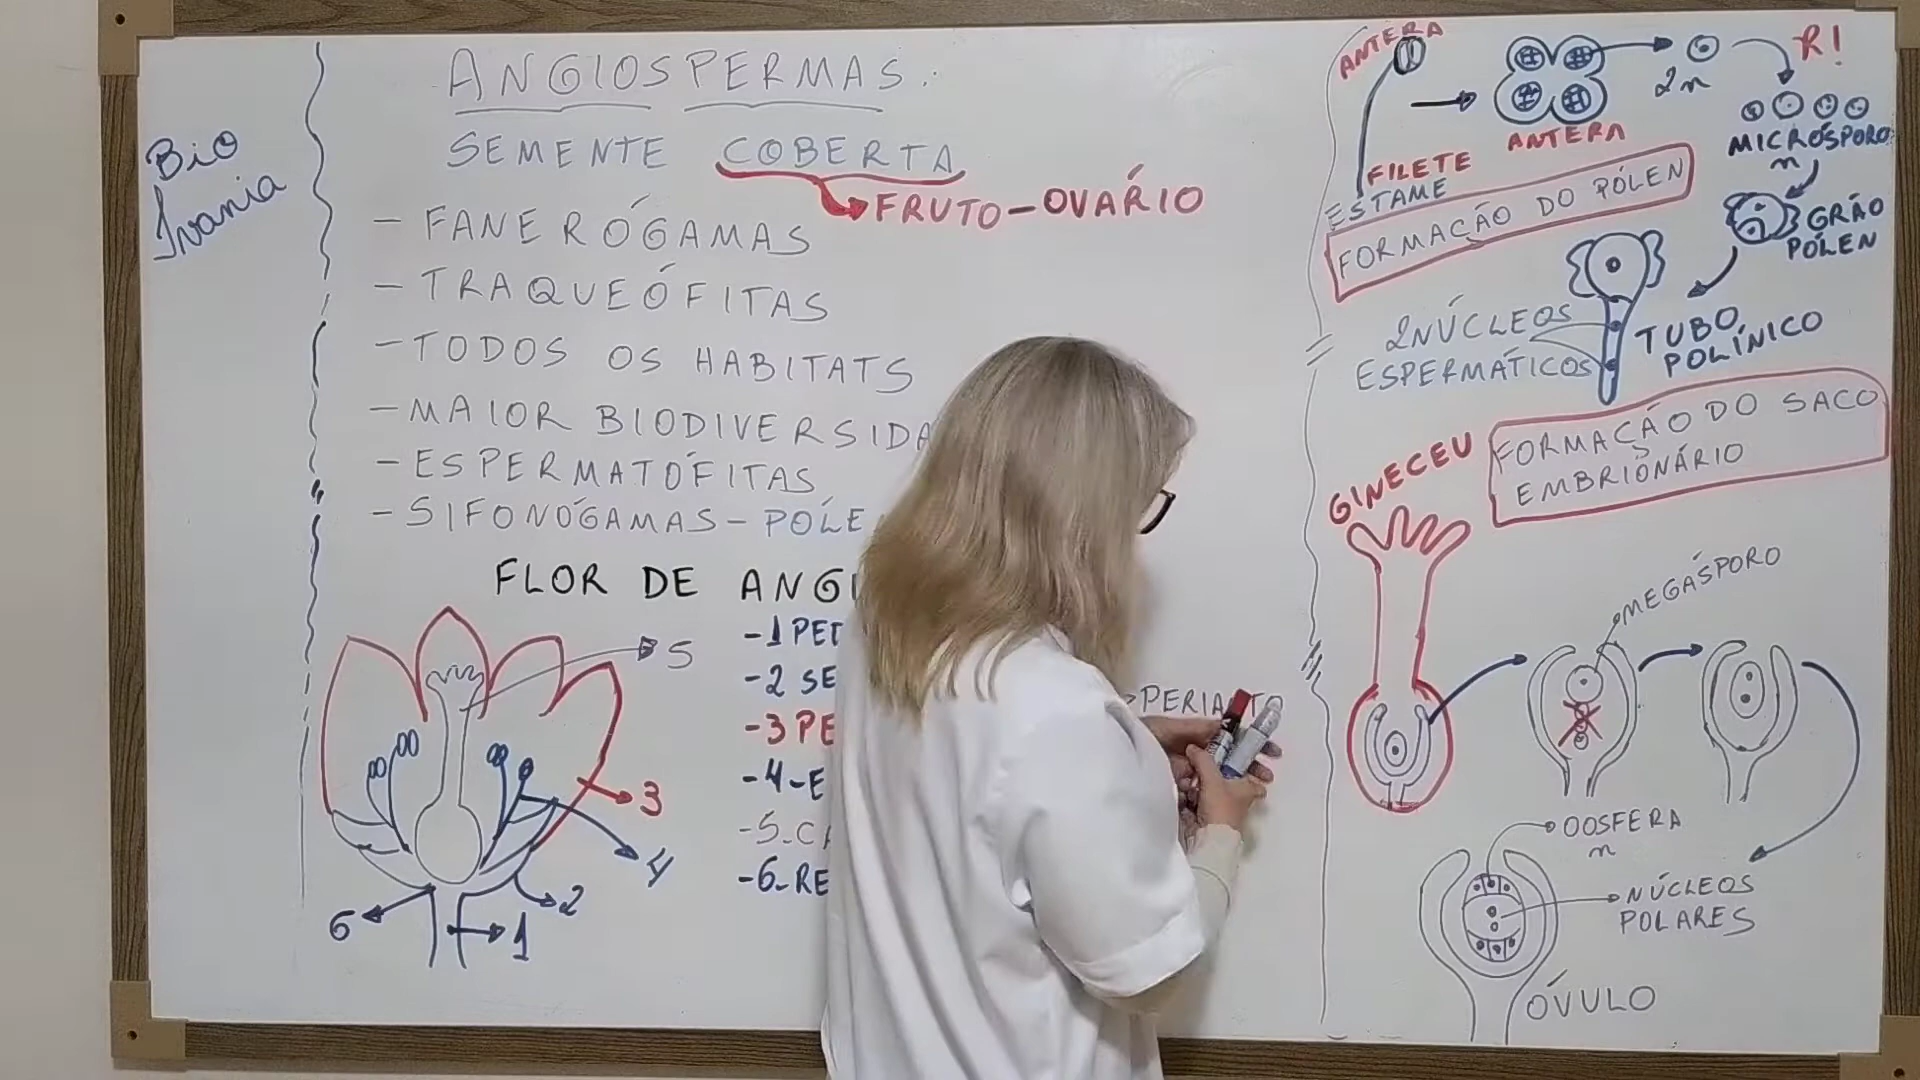 Bio
Ivania
ANGIOSPERMAS:
SEMENTE COBERTA
FRUTO - OVÁRIO
- FANERÓGAMAS
- TRAQUEÓFITAS
- TODOS OS HABITATS
- MAIOR BIODIVERSIDA
- ESPERMATÓFITAS
- SIFONÓGAMAS - PÓLE
FLOR DE ANGI
5
3
4
2
1
6
- 1 PED
- 2 SE
- 3 PE
- 4 - E
- 5 - CA
- 6 - RE
PERIANTO
ANTERA
FILETE
ESTAME
ANTERA
2n
R!
MICRÓSPORO
n
FORMAÇÃO DO PÓLEN
GRÃO
PÓLEN
2 NÚCLEOS
ESPERMÁTICOS
TUBO
POLÍNICO
GINECEU
FORMAÇÃO DO SACO
EMBRIONÁRIO
MEGÁSPORO
OOSFERA
n
NÚCLEOS
POLARES
ÓVULO